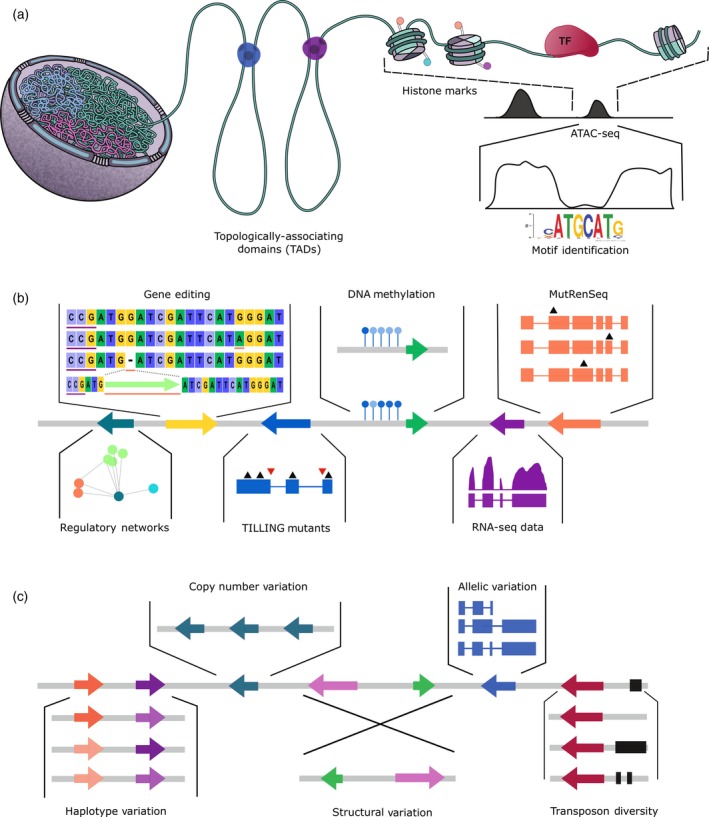 (a)
TF
Histone marks
ATAC-seq
CATGCATG
Motif identification
Topologically-associating
domains (TADs)
(b)
Gene editing
DNA methylation
MutRenSeq
CCGATGGATCGATTCATGGGAT
CCGATGGATCGATTCATAGGAT
CCGATG-ATCGATTCATGGGAT
CCGATG ATCGATTCATGGGAT
Regulatory networks
TILLING mutants
RNA-seq data
(c)
Copy number variation
Allelic variation
Haplotype variation
Structural variation
Transposon diversity